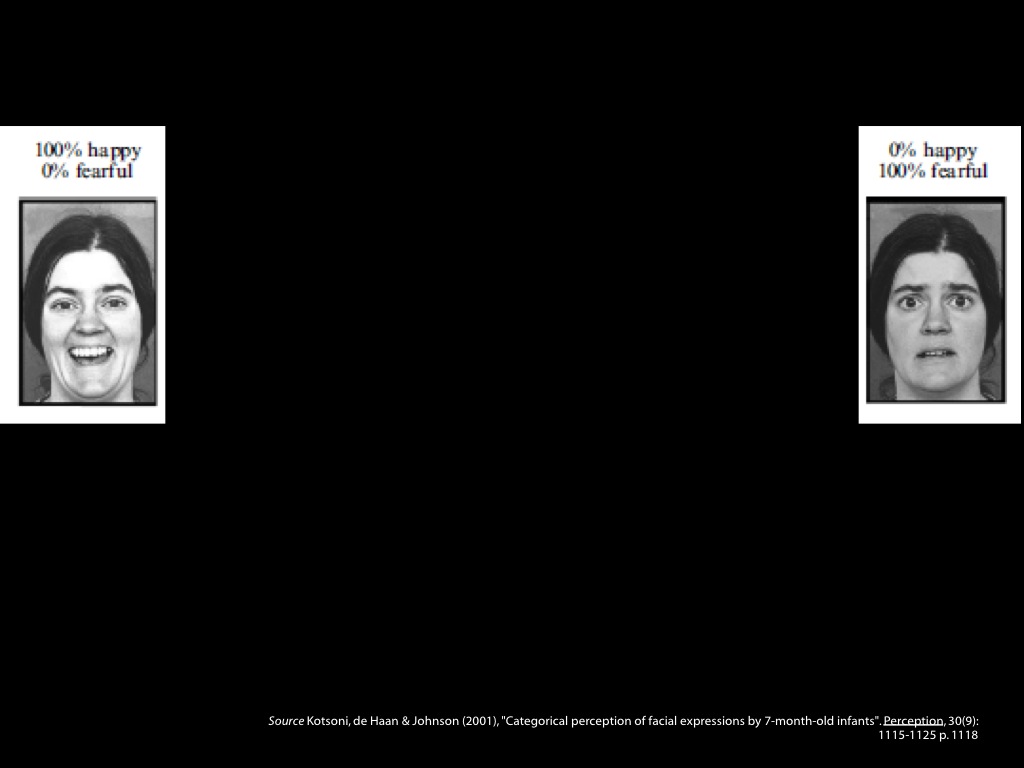 100% happy
0% fearful
0% happy
100% fearful
Source Kotsoni, de Haan & Johnson (2001), "Categorical perception of facial expressions by 7-month-old infants". Perception, 30(9):
1115-1125 p. 1118